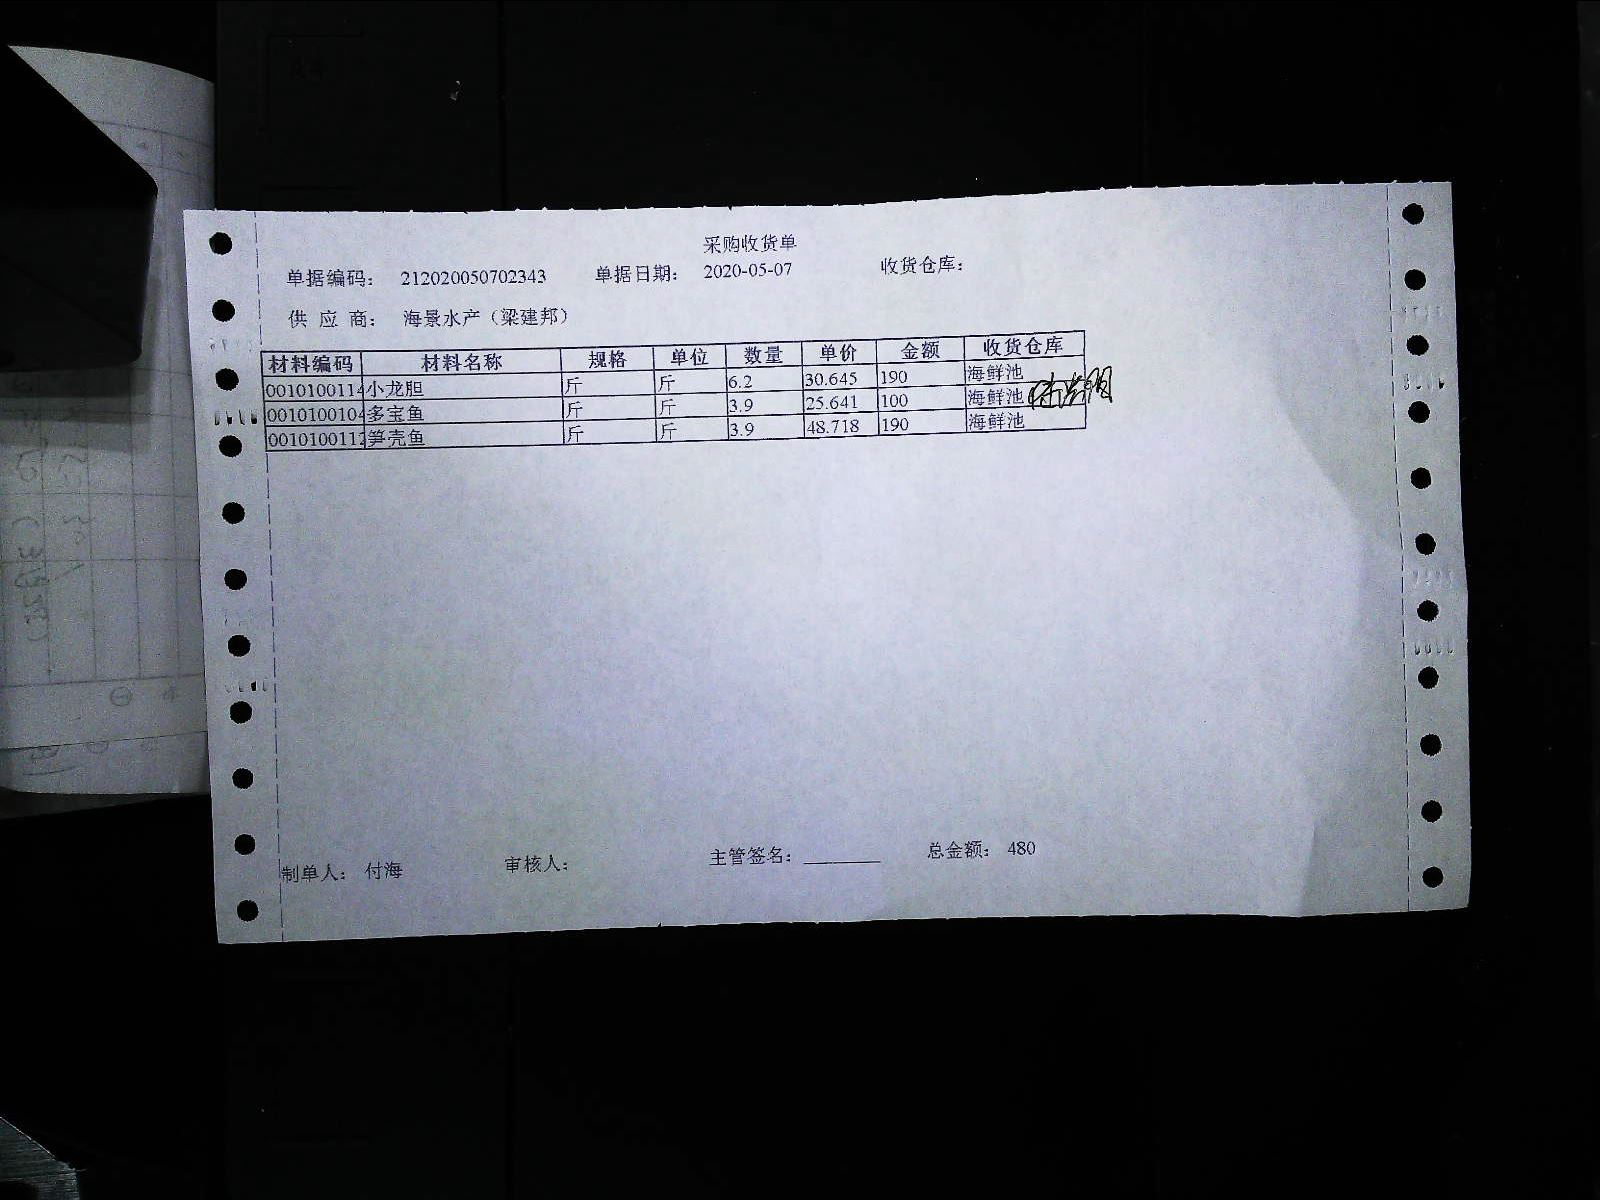 采购收货单
单据编码： 212020050702343 单据日期： 2020-05-07 收货仓库：
供 应 商： 海景水产（梁建邦）
材料编码 材料名称 规格 单位 数量 单价 金额 收货仓库
0010100114 小龙胆 斤 斤 6.2 30.645 190 海鲜池
0010100104 多宝鱼 斤 斤 3.9 25.641 100 海鲜池
0010100112 笋壳鱼 斤 斤 3.9 48.718 190 海鲜池
制单人： 付海 审核人： 主管签名： 总金额： 480